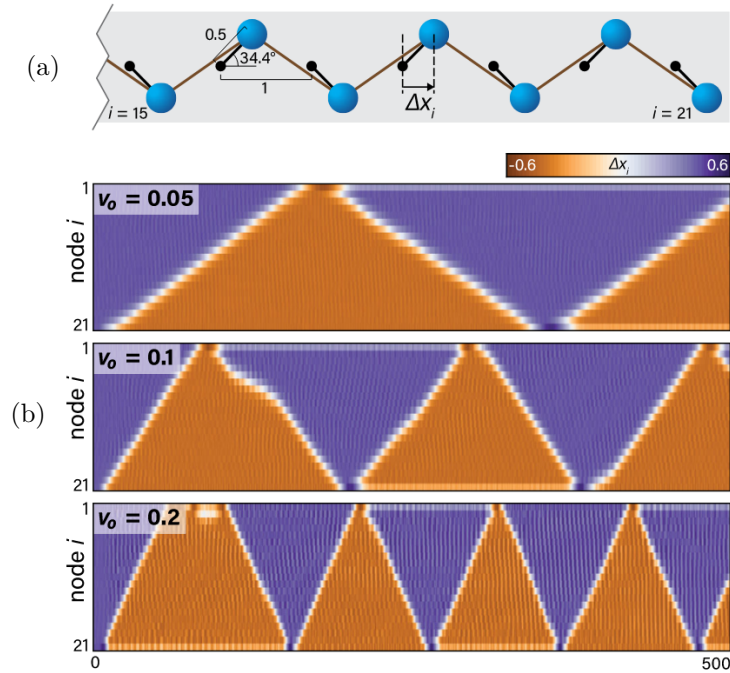 (a)
0.5
34.4°
1
Δx_i
i = 15
i = 21
-0.6 Δx_i 0.6
(b)
node i
1
21
v_o = 0.05
node i
1
21
v_o = 0.1
node i
1
21
v_o = 0.2
0 500